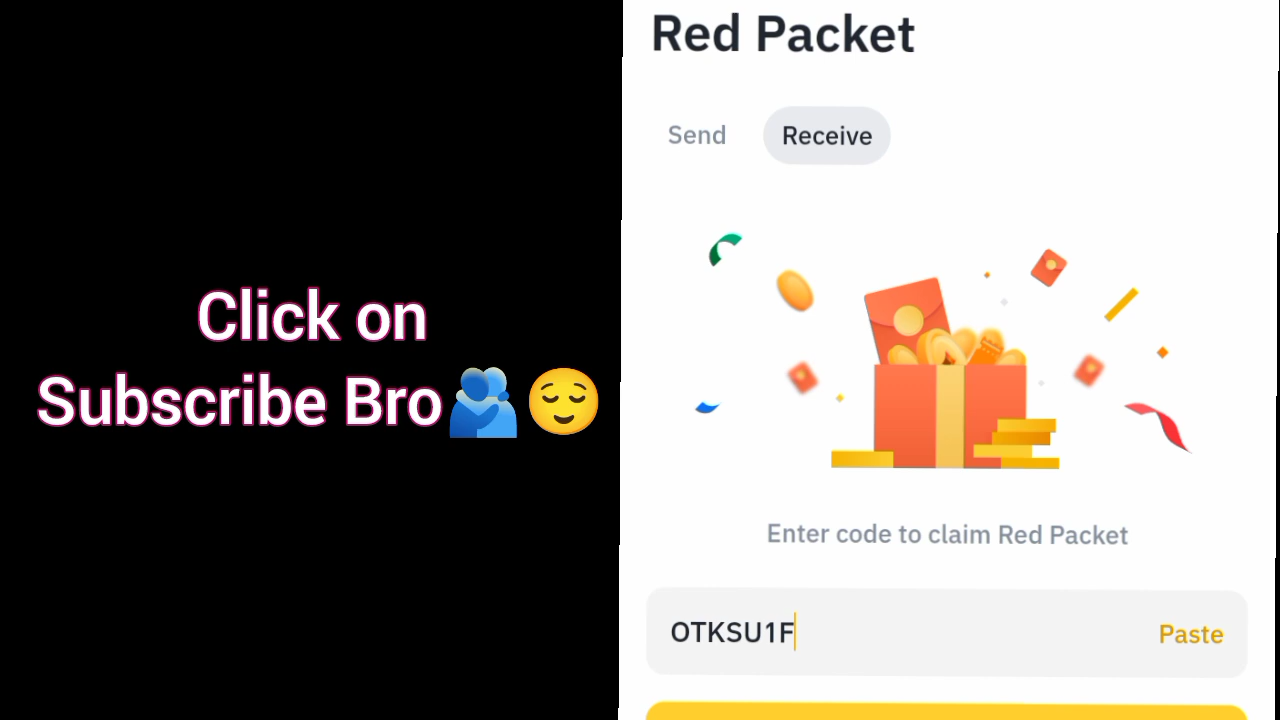 Click on
Subscribe Bro🫂😌
Red Packet
Send
Receive
Enter code to claim Red Packet
OTKSU1F
Paste